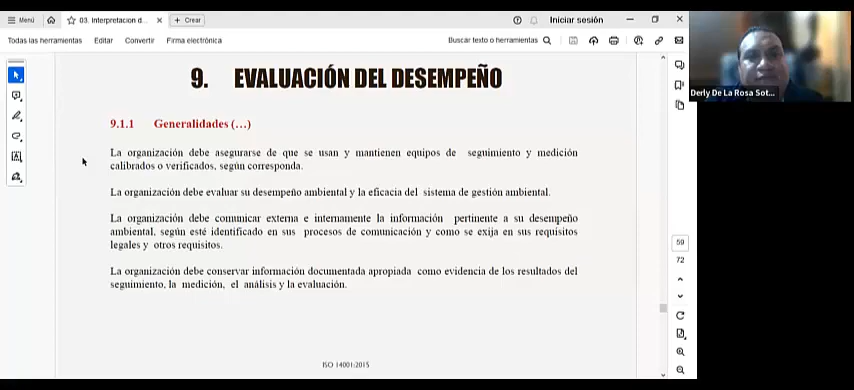 Menú
03. Interpretacion d...
+ Crear
Iniciar sesión
Todas las herramientas
Editar
Convertir
Firma electrónica
Buscar texto o herramientas
9. EVALUACIÓN DEL DESEMPEÑO
9.1.1 Generalidades (…)
La organización debe asegurarse de que se usan y mantienen equipos de seguimiento y medición
calibrados o verificados, según corresponda.
La organización debe evaluar su desempeño ambiental y la eficacia del sistema de gestión ambiental.
La organización debe comunicar externa e internamente la información pertinente a su desempeño
ambiental, según esté identificado en sus procesos de comunicación y como se exija en sus requisitos
legales y otros requisitos.
La organización debe conservar información documentada apropiada como evidencia de los resultados del
seguimiento, la medición, el análisis y la evaluación.
ISO 14001:2015
59
72
Derly De La Rosa Sot...